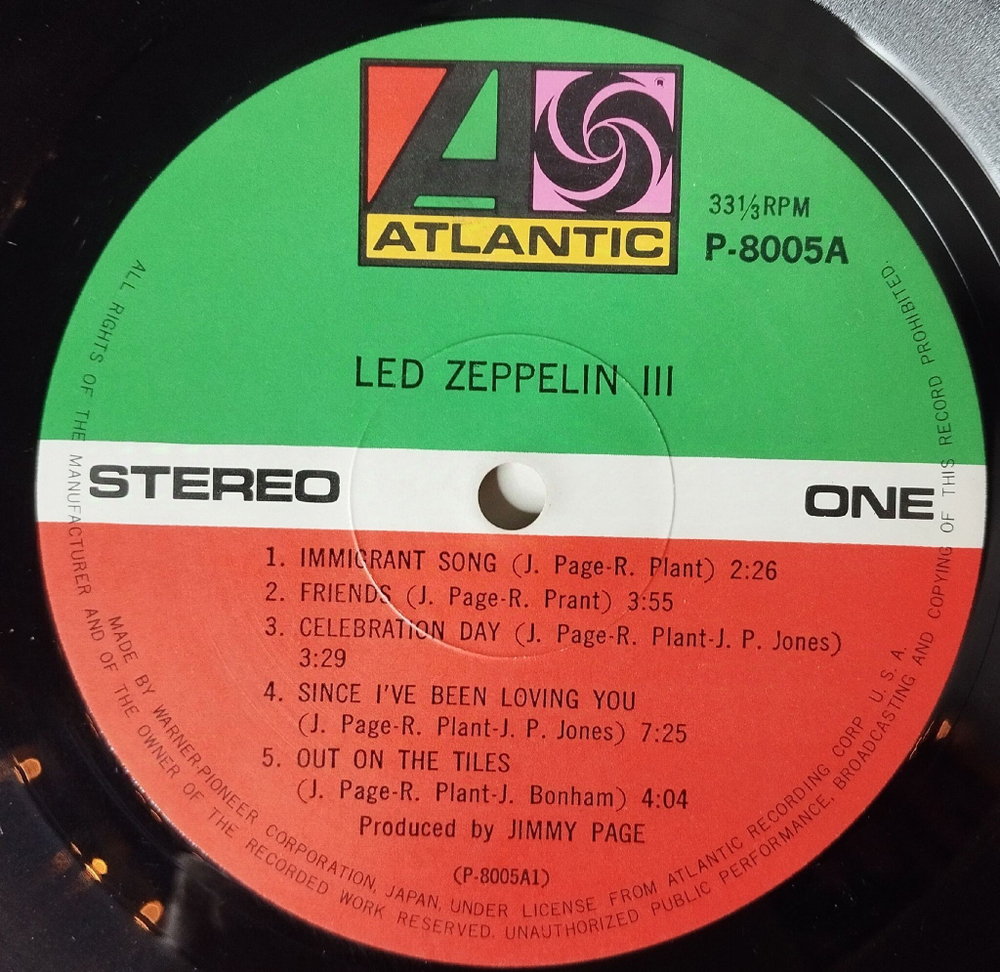 ATLANTIC
®
33⅓RPM
P-8005A
LED ZEPPELIN III
STEREO
ONE
1. IMMIGRANT SONG (J. Page-R. Plant) 2:26
2. FRIENDS (J. Page-R. Prant) 3:55
3. CELEBRATION DAY (J. Page-R. Plant-J. P. Jones)
3:29
4. SINCE I'VE BEEN LOVING YOU
(J. Page-R. Plant-J. P. Jones) 7:25
5. OUT ON THE TILES
(J. Page-R. Plant-J. Bonham) 4:04
Produced by JIMMY PAGE
(P-8005A1)
MADE BY WARNER-PIONEER CORPORATION, JAPAN, UNDER LICENSE FROM ATLANTIC RECORDING CORP. U. S. A.
ALL RIGHTS OF THE MANUFACTURER AND OF THE OWNER OF THE RECORDED WORK RESERVED. UNAUTHORIZED PUBLIC PERFORMANCE, BROADCASTING AND COPYING OF THIS RECORD PROHIBITED.